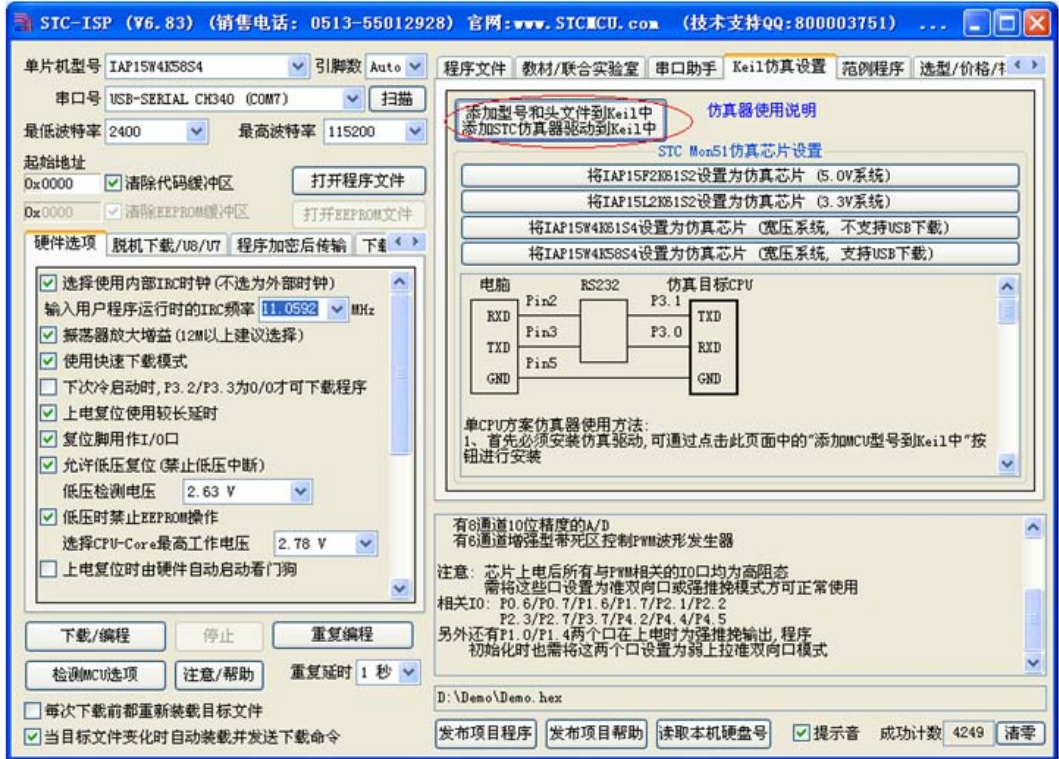 STC-ISP (V6.83) (销售电话: 0513-55012928) 官网:www.STCMCU.com (技术支持QQ:800003751) ...
单片机型号 IAP15W4K58S4 引脚数 Auto
串口号 USB-SERIAL CH340 (COM7) 扫描
最低波特率 2400 最高波特率 115200
起始地址
0x0000 清除代码缓冲区 打开程序文件
0x0000 清除EEPROM缓冲区 打开EEPROM文件
硬件选项 脱机下载/U8/U7 程序加密后传输
选择使用内部IRC时钟(不选为外部时钟)
输入用户程序运行时的IRC频率 11.0592 MHz
振荡器放大增益(12M以上建议选择)
使用快速下载模式
下次冷启动时,P3.2/P3.3为0/0才可下载程序
上电复位使用较长延时
复位脚用作I/O口
允许低压复位(禁止低压中断)
低压检测电压 2.63 V
低压时禁止EEPROM操作
选择CPU-Core最高工作电压 2.78 V
上电复位时由硬件自动启动看门狗
下载/编程 停止 重复编程
检测MCU选项 注意/帮助 重复延时 1 秒
每次下载前都重新装载目标文件
当目标文件变化时自动装载并发送下载命令
程序文件 教材/联合实验室 串口助手 Keil仿真设置 范例程序 选型/价格/
添加型号和头文件到Keil中
添加STC仿真器驱动到Keil中
仿真器使用说明
STC Mon51仿真芯片设置
将IAP15F2K61S2设置为仿真芯片 (5.0V系统)
将IAP15L2K61S2设置为仿真芯片 (3.3V系统)
将IAP15W4K61S4设置为仿真芯片 (宽压系统, 不支持USB下载)
将IAP15W4K58S4设置为仿真芯片 (宽压系统, 支持USB下载)
电脑 RS232 仿真目标CPU
Pin2 P3.1
RXD TXD
Pin3 P3.0
TXD RXD
Pin5
GND GND
单CPU方案仿真器使用方法:
1、首先必须安装仿真驱动,可通过点击此页面中的"添加MCU型号到Keil中"按
钮进行安装
有8通道10位精度的A/D
有6通道增强型带死区控制PWM波形发生器
注意: 芯片上电后所有与PWM相关的IO口均为高阻态
需将这些口设置为准双向口或强推挽模式方可正常使用
相关IO: P0.6/P0.7/P1.6/P1.7/P2.1/P2.2
P2.3/P2.7/P3.7/P4.2/P4.4/P4.5
另外还有P1.0/P1.4两个口在上电时为强推挽输出,程序
初始化时也需将这两个口设置为弱上拉准双向口模式
D:\Demo\Demo.hex
发布项目程序 发布项目帮助 读取本机硬盘号 提示音 成功计数 4249 清零